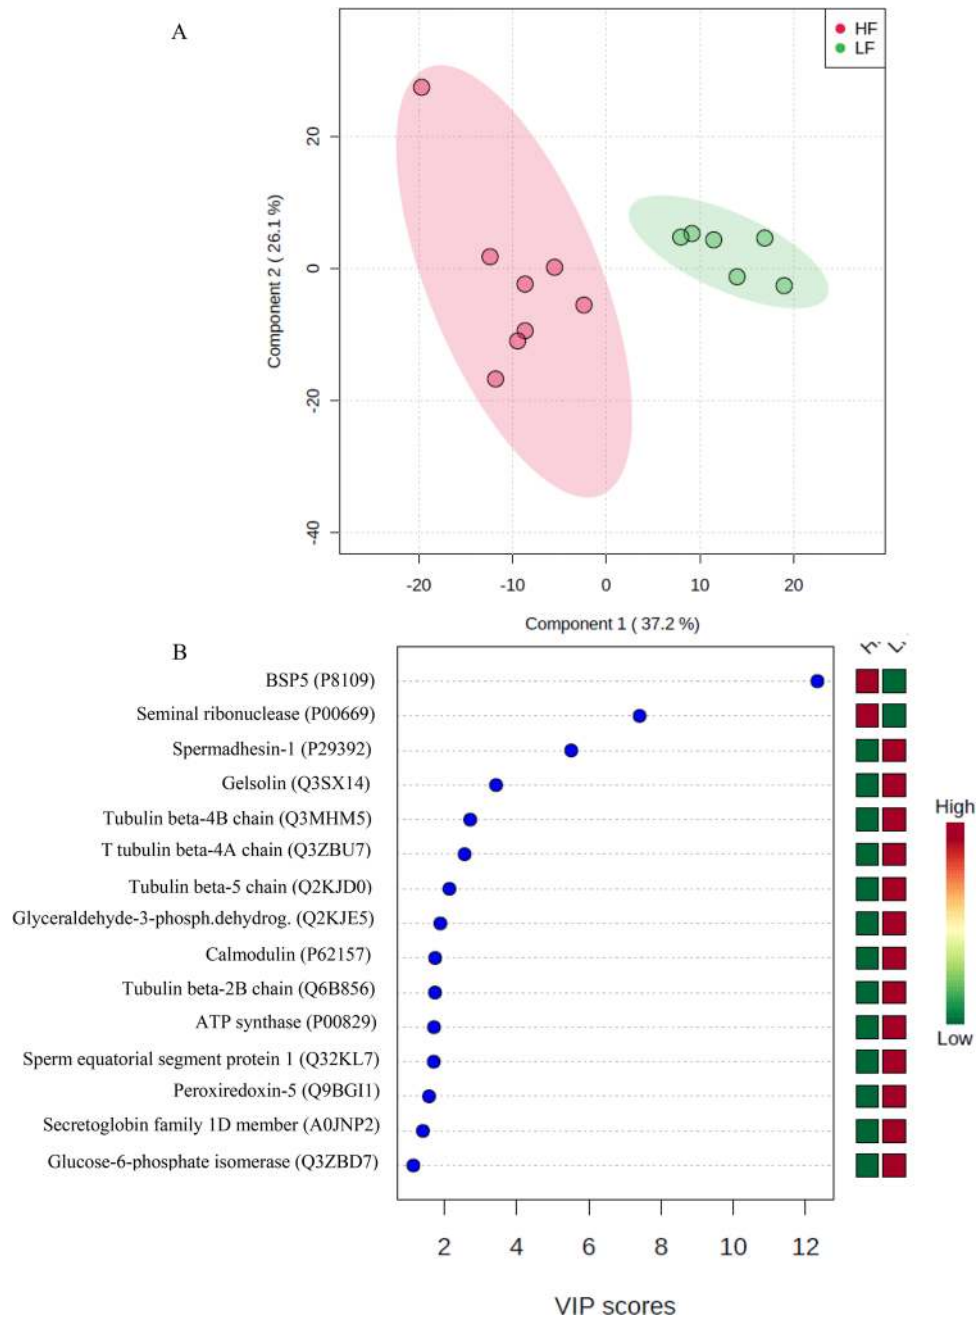 A
HF
LF
20
0
-20
-40
Component 2 ( 26.1 %)
-20
-10
0
10
20
Component 1 ( 37.2 %)
B
BSP5 (P8109)
Seminal ribonuclease (P00669)
Spermadhesin-1 (P29392)
Gelsolin (Q3SX14)
Tubulin beta-4B chain (Q3MHM5)
T tubulin beta-4A chain (Q3ZBU7)
Tubulin beta-5 chain (Q2KJD0)
Glyceraldehyde-3-phosph.dehydrog. (Q2KJE5)
Calmodulin (P62157)
Tubulin beta-2B chain (Q6B856)
ATP synthase (P00829)
Sperm equatorial segment protein 1 (Q32KL7)
Peroxiredoxin-5 (Q9BGI1)
Secretoglobin family 1D member (A0JNP2)
Glucose-6-phosphate isomerase (Q3ZBD7)
High
Low
2
4
6
8
10
12
VIP scores